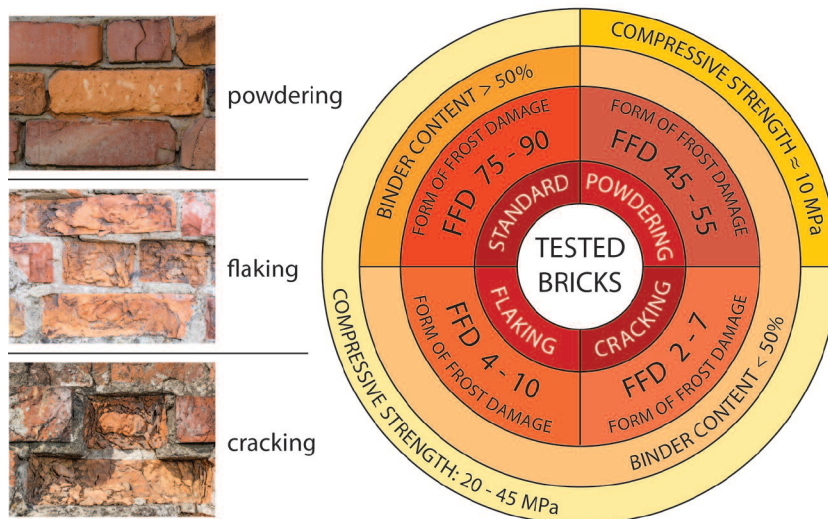 powdering
flaking
cracking
COMPRESSIVE STRENGTH ≈ 10 MPa
BINDER CONTENT > 50%
FORM OF FROST DAMAGE
FFD 75 - 90
STANDARD
FORM OF FROST DAMAGE
FFD 45 - 55
POWDERING
TESTED
BRICKS
FLAKING
FFD 4 - 10
FORM OF FROST DAMAGE
CRACKING
FFD 2 - 7
FORM OF FROST DAMAGE
BINDER CONTENT < 50%
COMPRESSIVE STRENGTH: 20 - 45 MPa